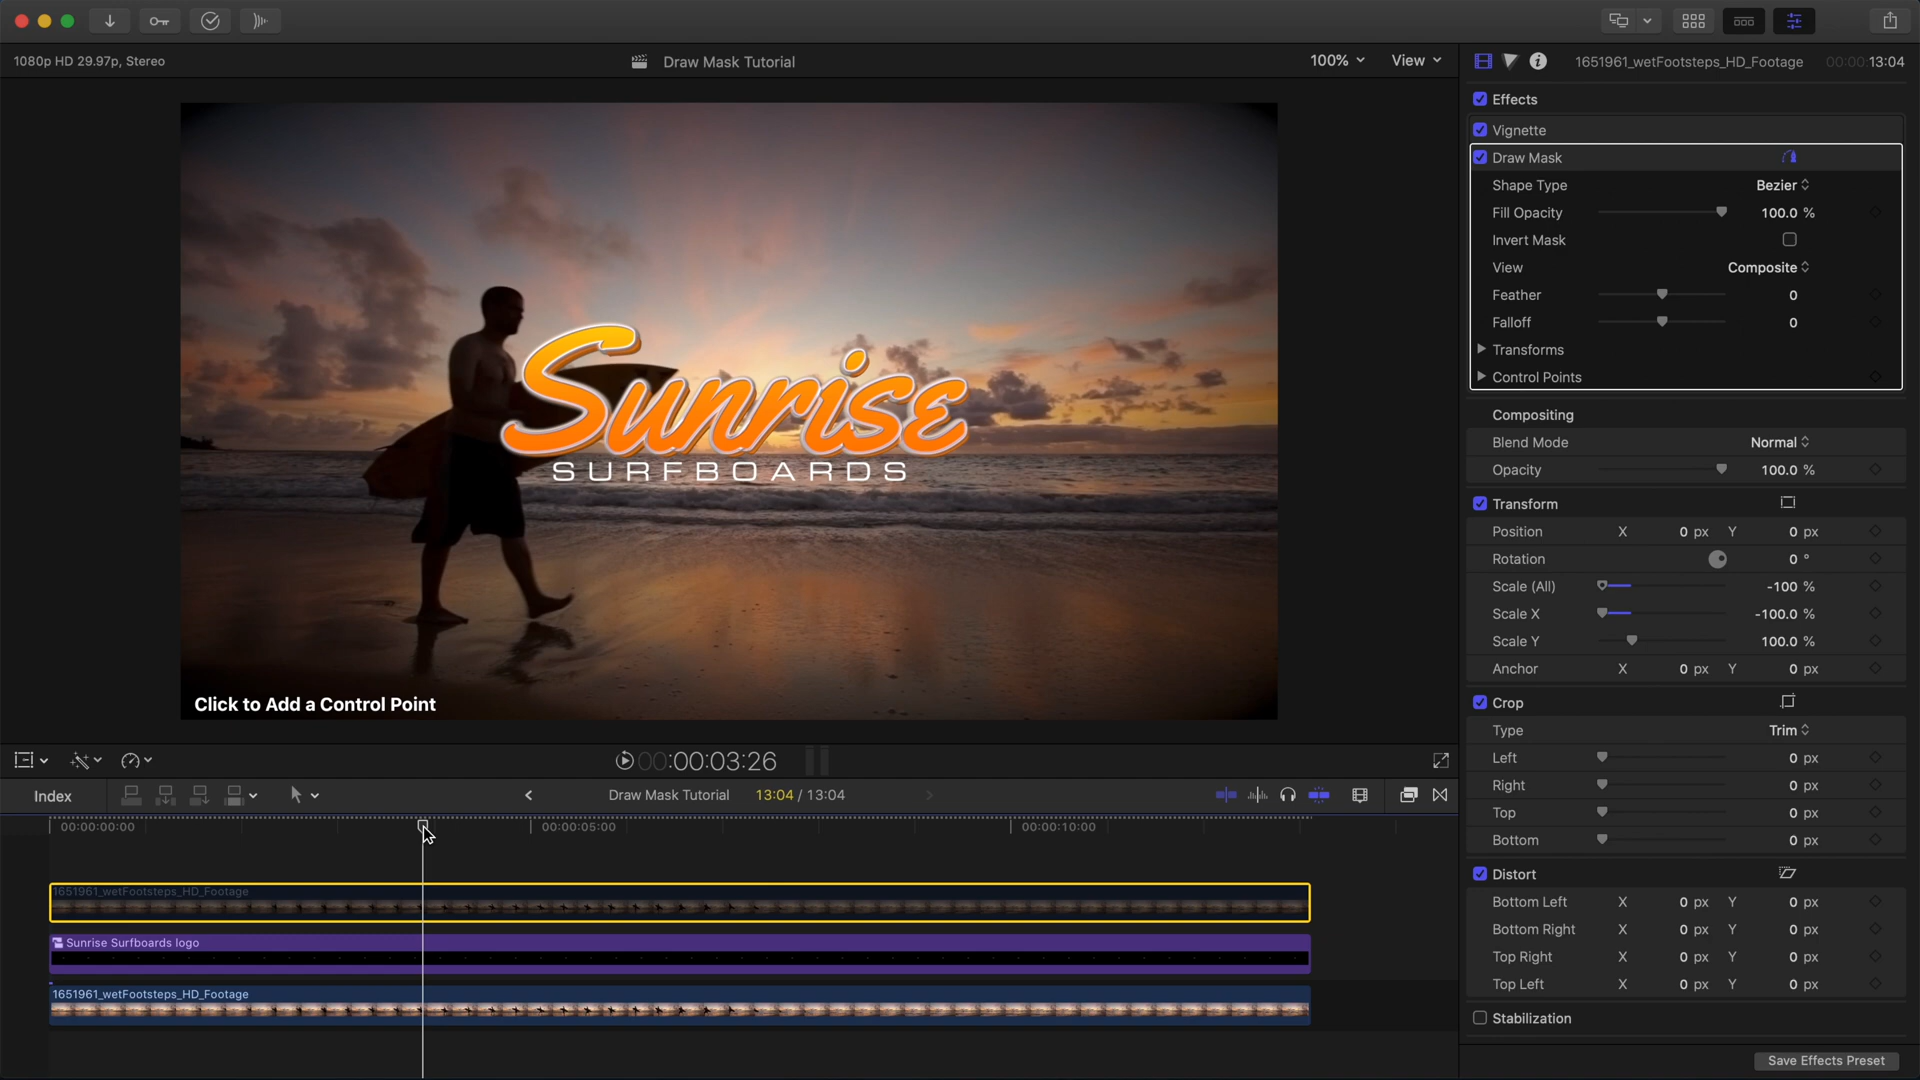 1080p HD 29.97p, Stereo
Draw Mask Tutorial
100%
View
1651961_wetFootsteps_HD_Footage
00:00:13:04
Effects
Vignette
Draw Mask
Shape Type
Bezier
Fill Opacity
100.0 %
Invert Mask
View
Composite
Feather
0
Falloff
0
Transforms
Control Points
Compositing
Blend Mode
Normal
Opacity
100.0 %
Transform
Position X 0 px Y 0 px
Rotation 0 °
Scale (All) -100 %
Scale X -100.0 %
Scale Y 100.0 %
Anchor X 0 px Y 0 px
Crop
Type Trim
Left 0 px
Right 0 px
Top 0 px
Bottom 0 px
Distort
Bottom Left X 0 px Y 0 px
Bottom Right X 0 px Y 0 px
Top Right X 0 px Y 0 px
Top Left X 0 px Y 0 px
Stabilization
Save Effects Preset
Sunrise
SURFBOARDS
Click to Add a Control Point
00:00:03:26
Index
Draw Mask Tutorial
13:04 / 13:04
00:00:00:00
00:00:05:00
00:00:10:00
1651961_wetFootsteps_HD_Footage
Sunrise Surfboards logo
1651961_wetFootsteps_HD_Footage